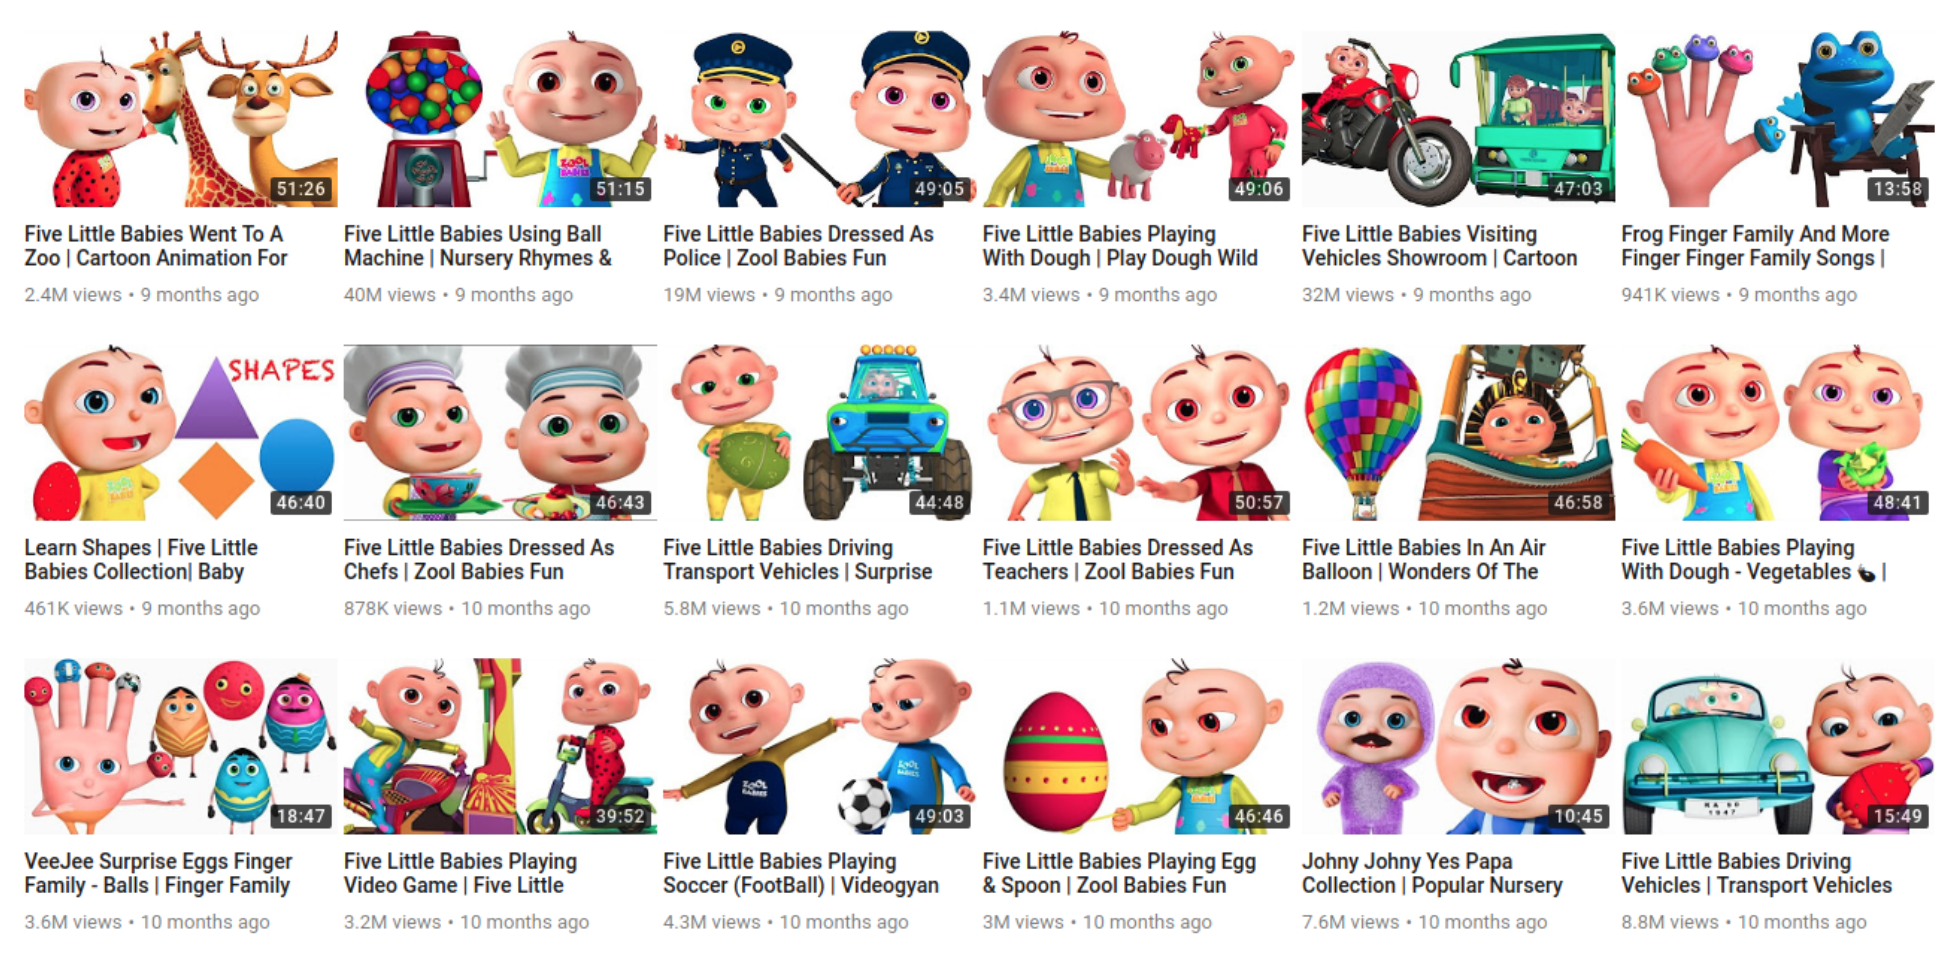 51:26
51:15
49:05
49:06
47:03
13:58
Five Little Babies Went To A
Zoo | Cartoon Animation For
2.4M views • 9 months ago
Five Little Babies Using Ball
Machine | Nursery Rhymes &
40M views • 9 months ago
Five Little Babies Dressed As
Police | Zool Babies Fun
19M views • 9 months ago
Five Little Babies Playing
With Dough | Play Dough Wild
3.4M views • 9 months ago
Five Little Babies Visiting
Vehicles Showroom | Cartoon
32M views • 9 months ago
Frog Finger Family And More
Finger Finger Family Songs |
941K views • 9 months ago
SHAPES
46:40
46:43
44:48
50:57
46:58
48:41
Learn Shapes | Five Little
Babies Collection| Baby
461K views • 9 months ago
Five Little Babies Dressed As
Chefs | Zool Babies Fun
878K views • 10 months ago
Five Little Babies Driving
Transport Vehicles | Surprise
5.8M views • 10 months ago
Five Little Babies Dressed As
Teachers | Zool Babies Fun
1.1M views • 10 months ago
Five Little Babies In An Air
Balloon | Wonders Of The
1.2M views • 10 months ago
Five Little Babies Playing
With Dough - Vegetables 🍆 |
3.6M views • 10 months ago
18:47
39:52
ZOOL
BABIES
49:03
46:46
10:45
15:49
VeeJee Surprise Eggs Finger
Family - Balls | Finger Family
3.6M views • 10 months ago
Five Little Babies Playing
Video Game | Five Little
3.2M views • 10 months ago
Five Little Babies Playing
Soccer (FootBall) | Videogyan
4.3M views • 10 months ago
Five Little Babies Playing Egg
& Spoon | Zool Babies Fun
3M views • 10 months ago
Johny Johny Yes Papa
Collection | Popular Nursery
7.6M views • 10 months ago
Five Little Babies Driving
Vehicles | Transport Vehicles
8.8M views • 10 months ago